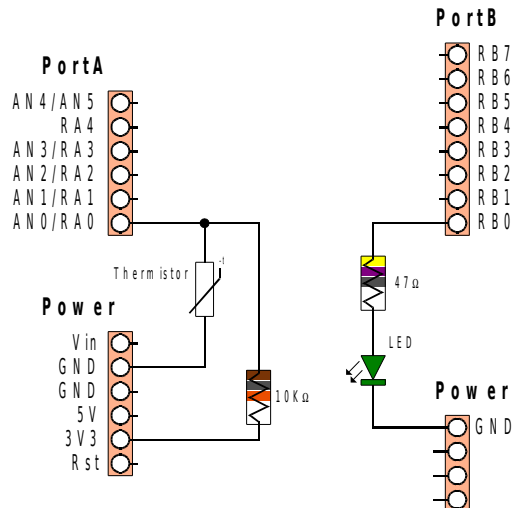 PortB
RB7
RB6
RB5
RB4
RB3
RB2
RB1
RB0
PortA
AN4/AN5
RA4
AN3/RA3
AN2/RA2
AN1/RA1
AN0/RA0
Thermistor
-t
47Ω
LED
Power
Vin
GND
GND
5V
3V3
Rst
10KΩ
Power
GND